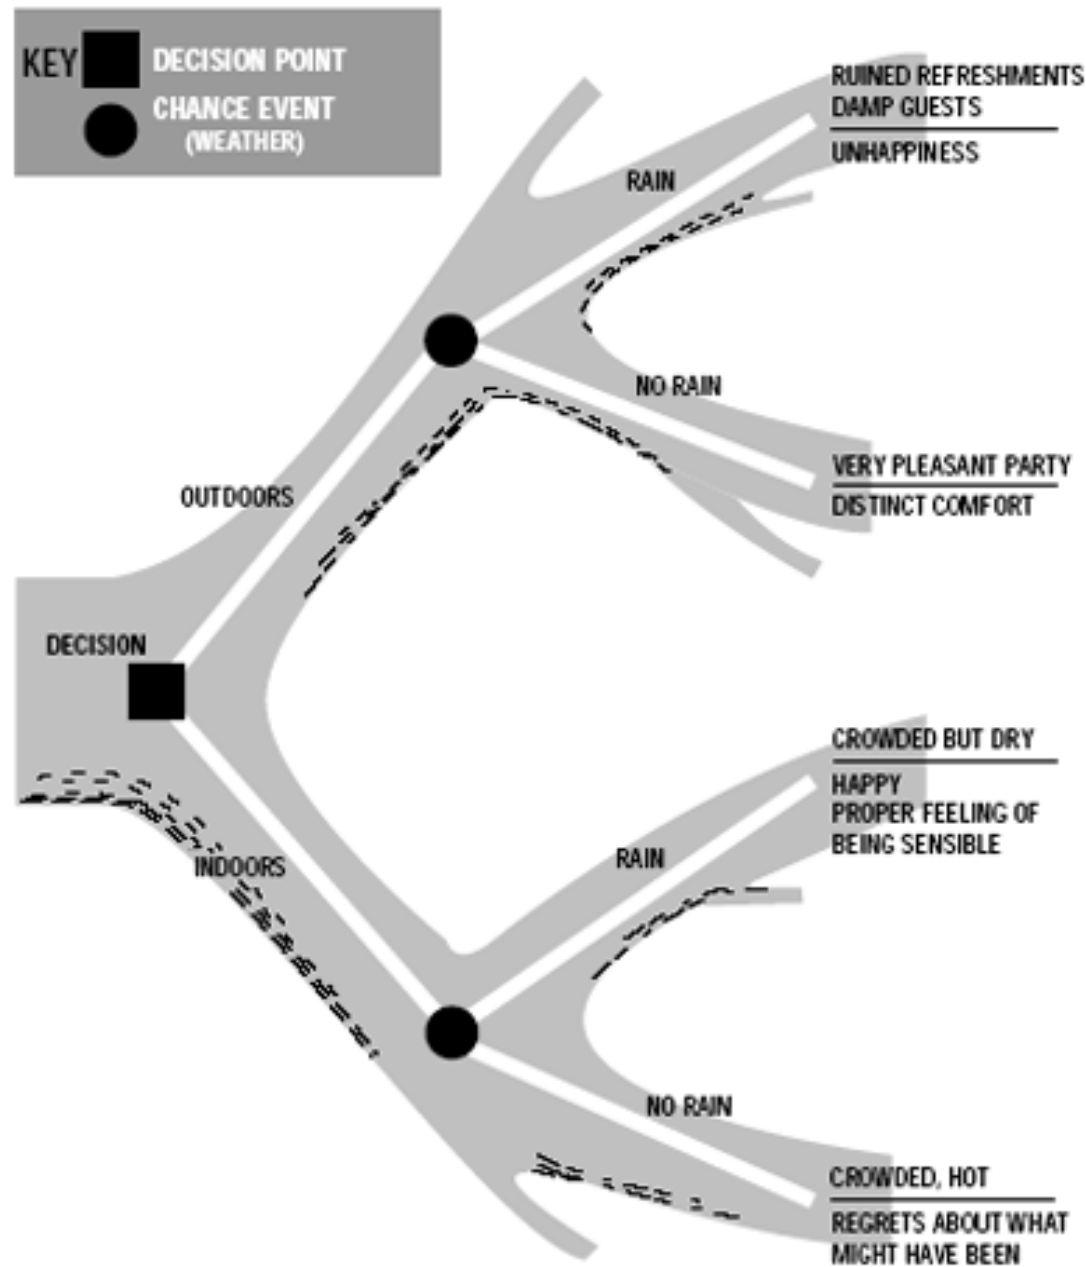 KEY
DECISION POINT
CHANCE EVENT
(WEATHER)
RUINED REFRESHMENTS
DAMP GUESTS
UNHAPPINESS
RAIN
NO RAIN
VERY PLEASANT PARTY
DISTINCT COMFORT
OUTDOORS
DECISION
INDOORS
CROWDED BUT DRY
HAPPY
PROPER FEELING OF
BEING SENSIBLE
RAIN
NO RAIN
CROWDED, HOT
REGRETS ABOUT WHAT
MIGHT HAVE BEEN